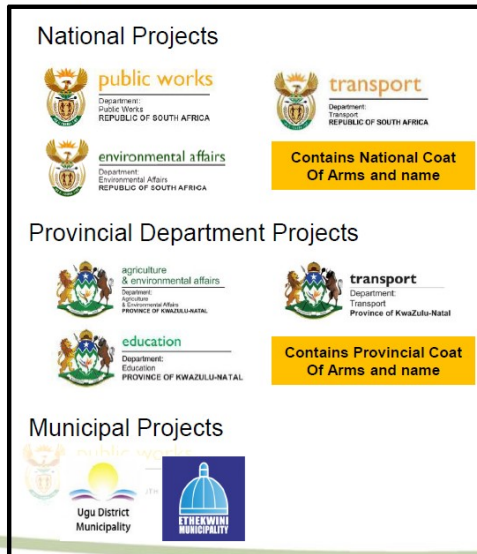 National Projects
public works
Department:
Public Works
REPUBLIC OF SOUTH AFRICA
transport
Department:
Transport
REPUBLIC OF SOUTH AFRICA
environmental affairs
Department:
Environmental Affairs
REPUBLIC OF SOUTH AFRICA
Contains National Coat
Of Arms and name
Provincial Department Projects
agriculture
& environmental affairs
Department:
Agriculture
& Environmental Affairs
PROVINCE OF KWAZULU-NATAL
transport
Department:
Transport
Province of KwaZulu-Natal
education
Department:
Education
PROVINCE OF KWAZULU-NATAL
Contains Provincial Coat
Of Arms and name
Municipal Projects
public works
Ugu District
Municipality
ETHEKWINI
MUNICIPALITY